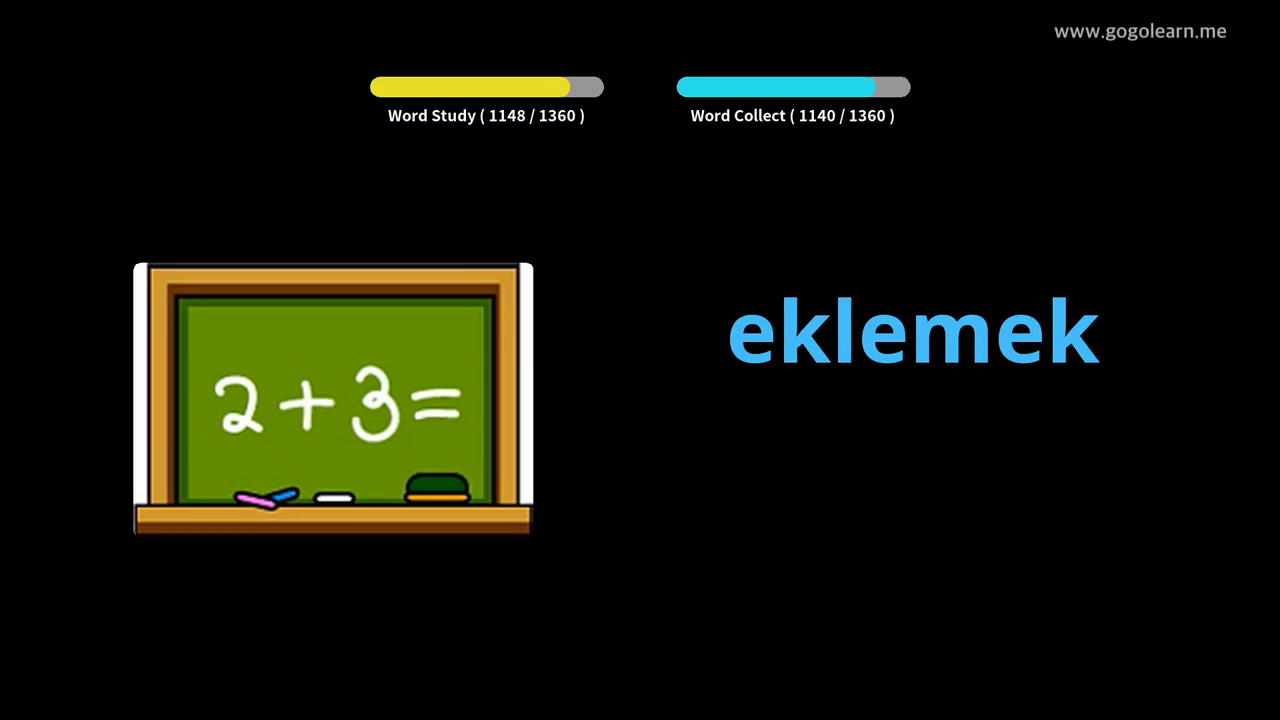 www.gogolearn.me
Word Study ( 1148 / 1360 )
Word Collect ( 1140 / 1360 )
eklemek
2 + 3 =